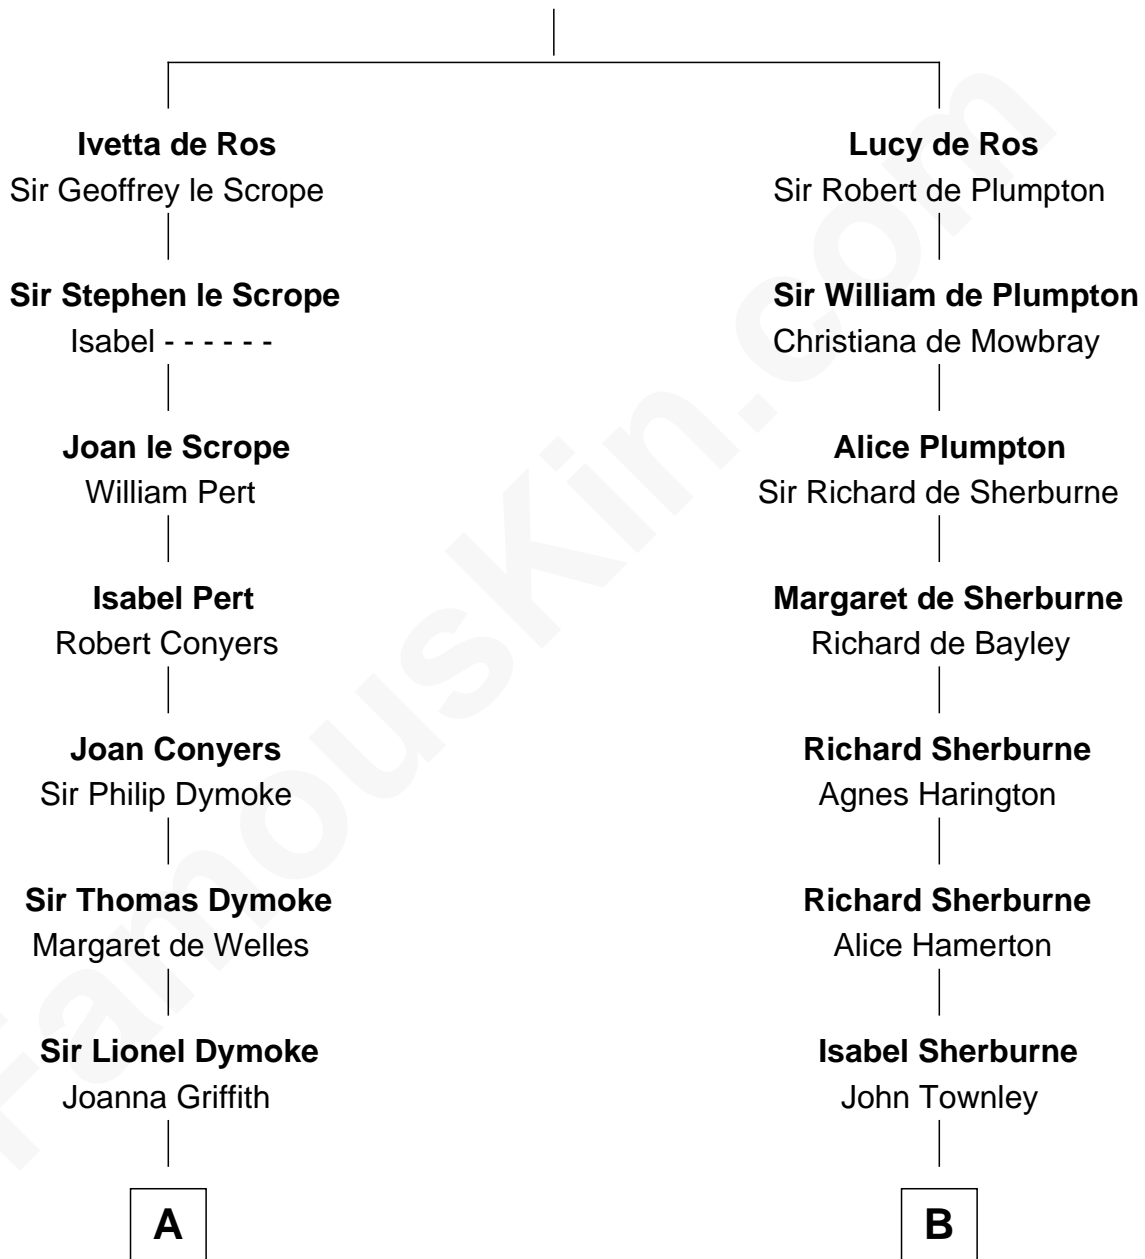 Ivetta de Ros
Sir Geoffrey le Scrope
Sir Stephen le Scrope
Isabel - - - - - -
Joan le Scrope
William Pert
Isabel Pert
Robert Conyers
Joan Conyers
Sir Philip Dymoke
Sir Thomas Dymoke
Margaret de Welles
Sir Lionel Dymoke
Joanna Griffith
A
Lucy de Ros
Sir Robert de Plumpton
Sir William de Plumpton
Christiana de Mowbray
Alice Plumpton
Sir Richard de Sherburne
Margaret de Sherburne
Richard de Bayley
Richard Sherburne
Agnes Harington
Richard Sherburne
Alice Hamerton
Isabel Sherburne
John Townley
B
FamousKin.com